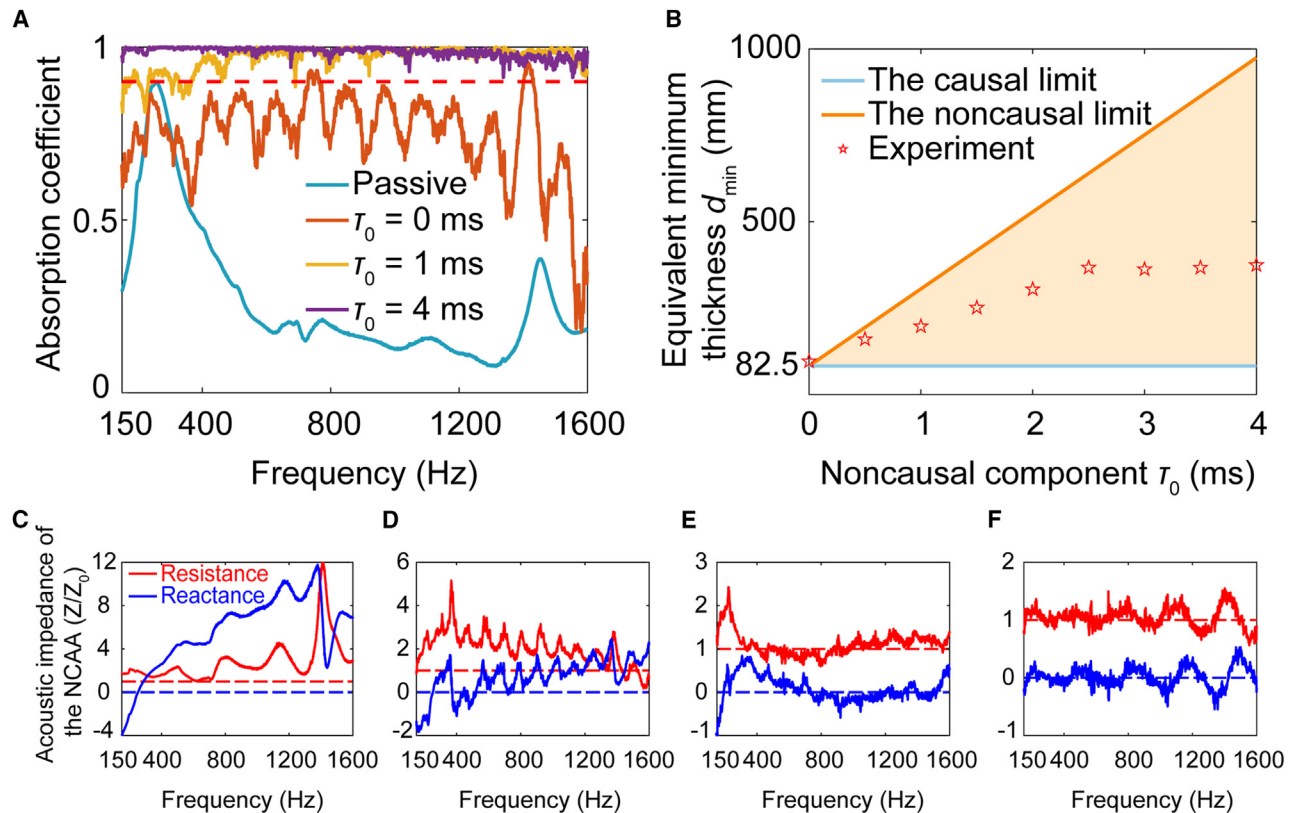 A
Absorption coefficient
1
0.5
0
Passive
τ0 = 0 ms
τ0 = 1 ms
τ0 = 4 ms
150 400 800 1200 1600
Frequency (Hz)
B
Equivalent minimum
thickness dmin (mm)
1000
500
82.5
The causal limit
The noncausal limit
Experiment
0 1 2 3 4
Noncausal component τ0 (ms)
C
Acoustic impedance of
the NCAA (Z/Z0)
12
8
4
0
-4
Resistance
Reactance
150 400 800 1200 1600
Frequency (Hz)
D
6
4
2
0
-2
150 400 800 1200 1600
Frequency (Hz)
E
3
2
1
0
-1
150 400 800 1200 1600
Frequency (Hz)
F
2
1
0
-1
150 400 800 1200 1600
Frequency (Hz)